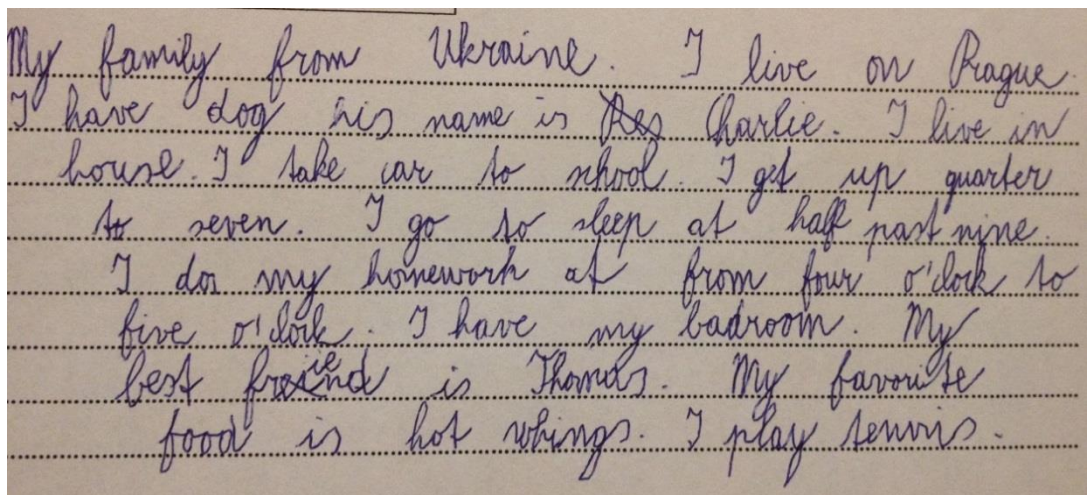 My family from Ukraine. I live on Prague.
I have dog his name is Res Charlie. I live in
house. I take car to school. I get up quarter
to seven. I go to sleep at half past nine.
I do my homework at from four o'clock to
five o'clock. I have my badroom. My
best friend is Thomas. My favorite
food is hot whings. I play tennis.